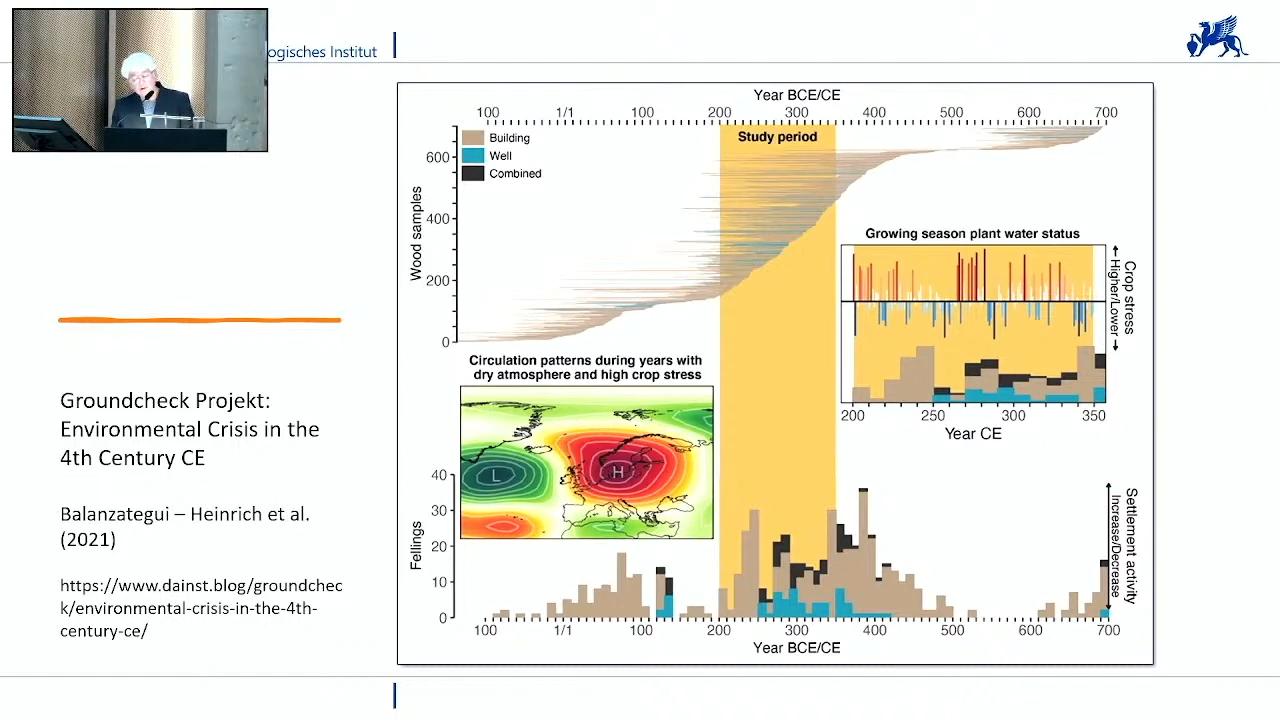 ogisches Institut
Groundcheck Projekt:
Environmental Crisis in the
4th Century CE
Balanzategui – Heinrich et al.
(2021)
https://www.dainst.blog/groundchec
k/environmental-crisis-in-the-4th-
century-ce/
Year BCE/CE
100 1/1 100 200 300 400 500 600 700
Building
Well
Combined
Study period
Wood samples
600
400
200
0
Growing season plant water status
Crop stress
Higher/Lower
200 250 300 350
Year CE
Circulation patterns during years with
dry atmosphere and high crop stress
L
H
Fellings
40
30
20
10
0
Settlement activity
Increase/Decrease
100 1/1 100 200 300 400 500 600 700
Year BCE/CE